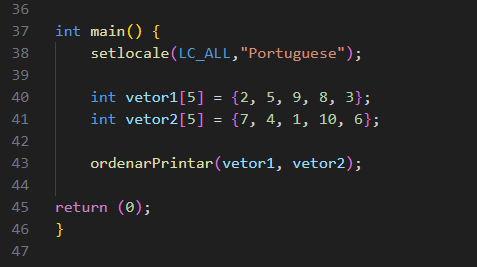 36
37 int main() {
38 setlocale(LC_ALL,"Portuguese");
39
40 int vetor1[5] = {2, 5, 9, 8, 3};
41 int vetor2[5] = {7, 4, 1, 10, 6};
42
43 ordenarPrintar(vetor1, vetor2);
44
45 return (0);
46 }
47